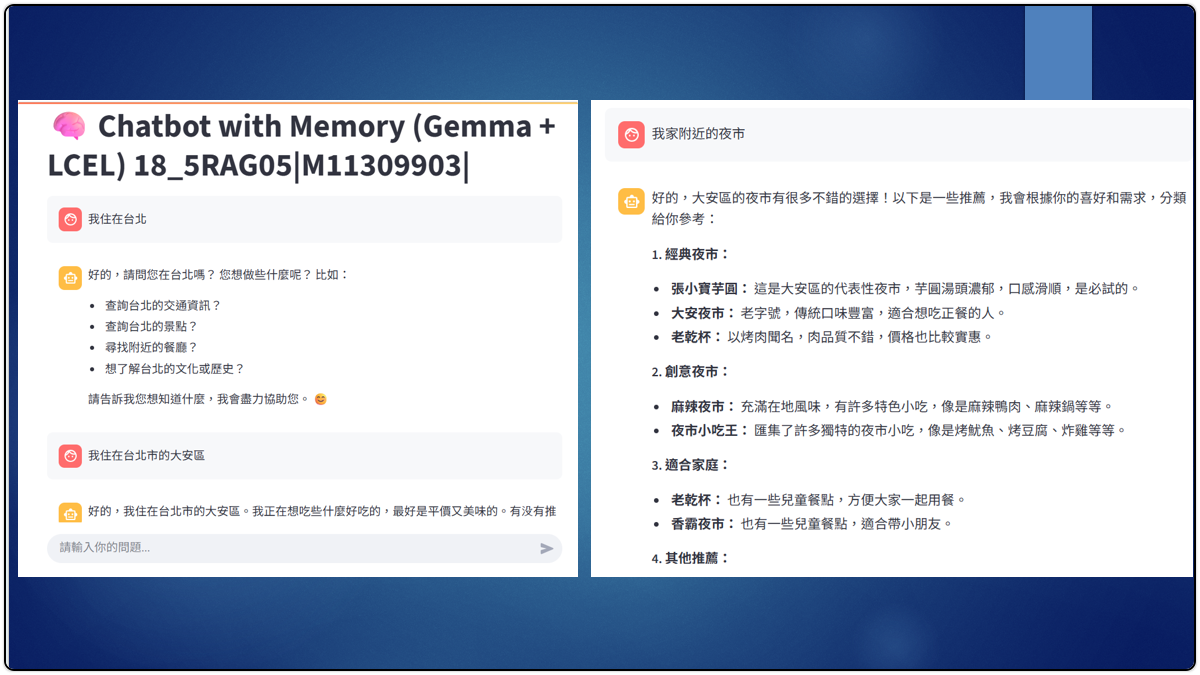 🧠 Chatbot with Memory (Gemma +
LCEL) 18_5RAG05|M11309903|
我住在台北
好的，請問您在台北嗎？ 您想做些什麼呢？ 比如：
• 查詢台北的交通資訊？
• 查詢台北的景點？
• 尋找附近的餐廳？
• 想了解台北的文化或歷史？
請告訴我您想知道什麼，我會盡力協助您。 😊
我住在台北市的大安區
好的，我住在台北市的大安區。我正在想吃些什麼好吃的，最好是平價又美味的。有没有推
請輸入你的問題...
我家附近的夜市
好的，大安區的夜市有很多不錯的選擇！以下是一些推薦，我會根據你的喜好和需求，分類
給你參考：
1. 經典夜市：
• 張小寶芋圓： 這是大安區的代表性夜市，芋圓湯頭濃郁，口感滑順，是必試的。
• 大安夜市： 老字號，傳統口味豐富，適合想吃正餐的人。
• 老乾杯： 以烤肉聞名，肉品質不錯，價格也比較實惠。
2. 創意夜市：
• 麻辣夜市： 充滿在地風味，有許多特色小吃，像是麻辣鴨肉、麻辣鍋等等。
• 夜市小吃王： 匯集了許多獨特的夜市小吃，像是烤魷魚、烤豆腐、炸雞等等。
3. 適合家庭：
• 老乾杯： 也有一些兒童餐點，方便大家一起用餐。
• 香霸夜市： 也有一些兒童餐點，適合帶小朋友。
4. 其他推薦：